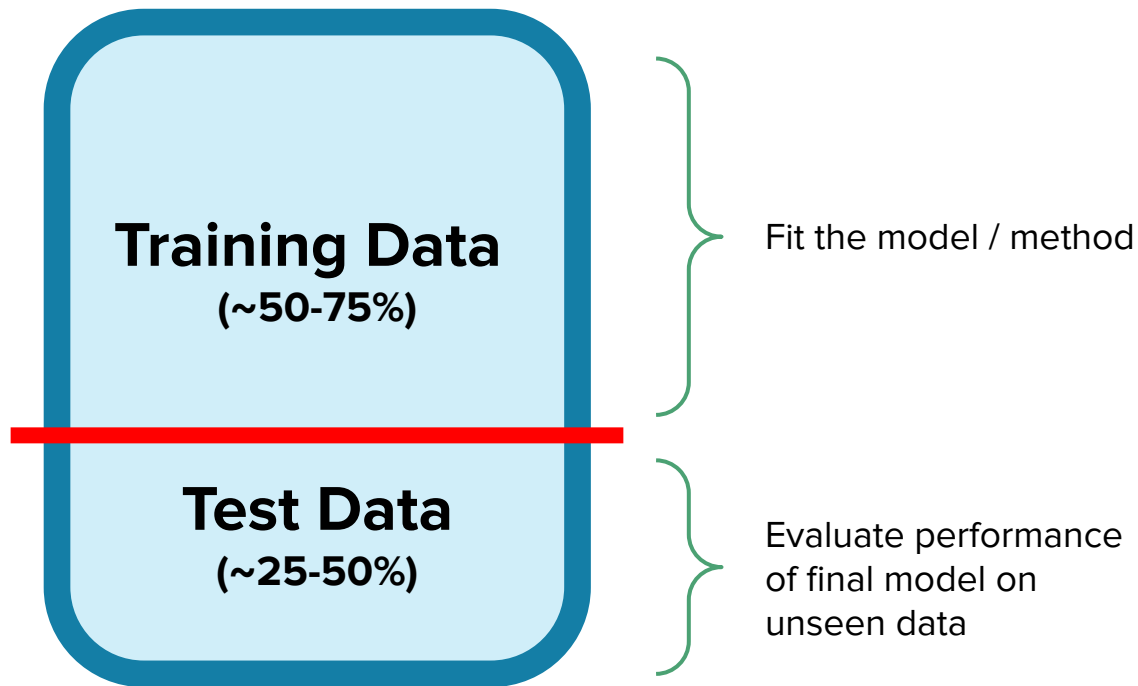 Training Data
(~50-75%)
Fit the model / method
Test Data
(~25-50%)
Evaluate performance
of final model on
unseen data